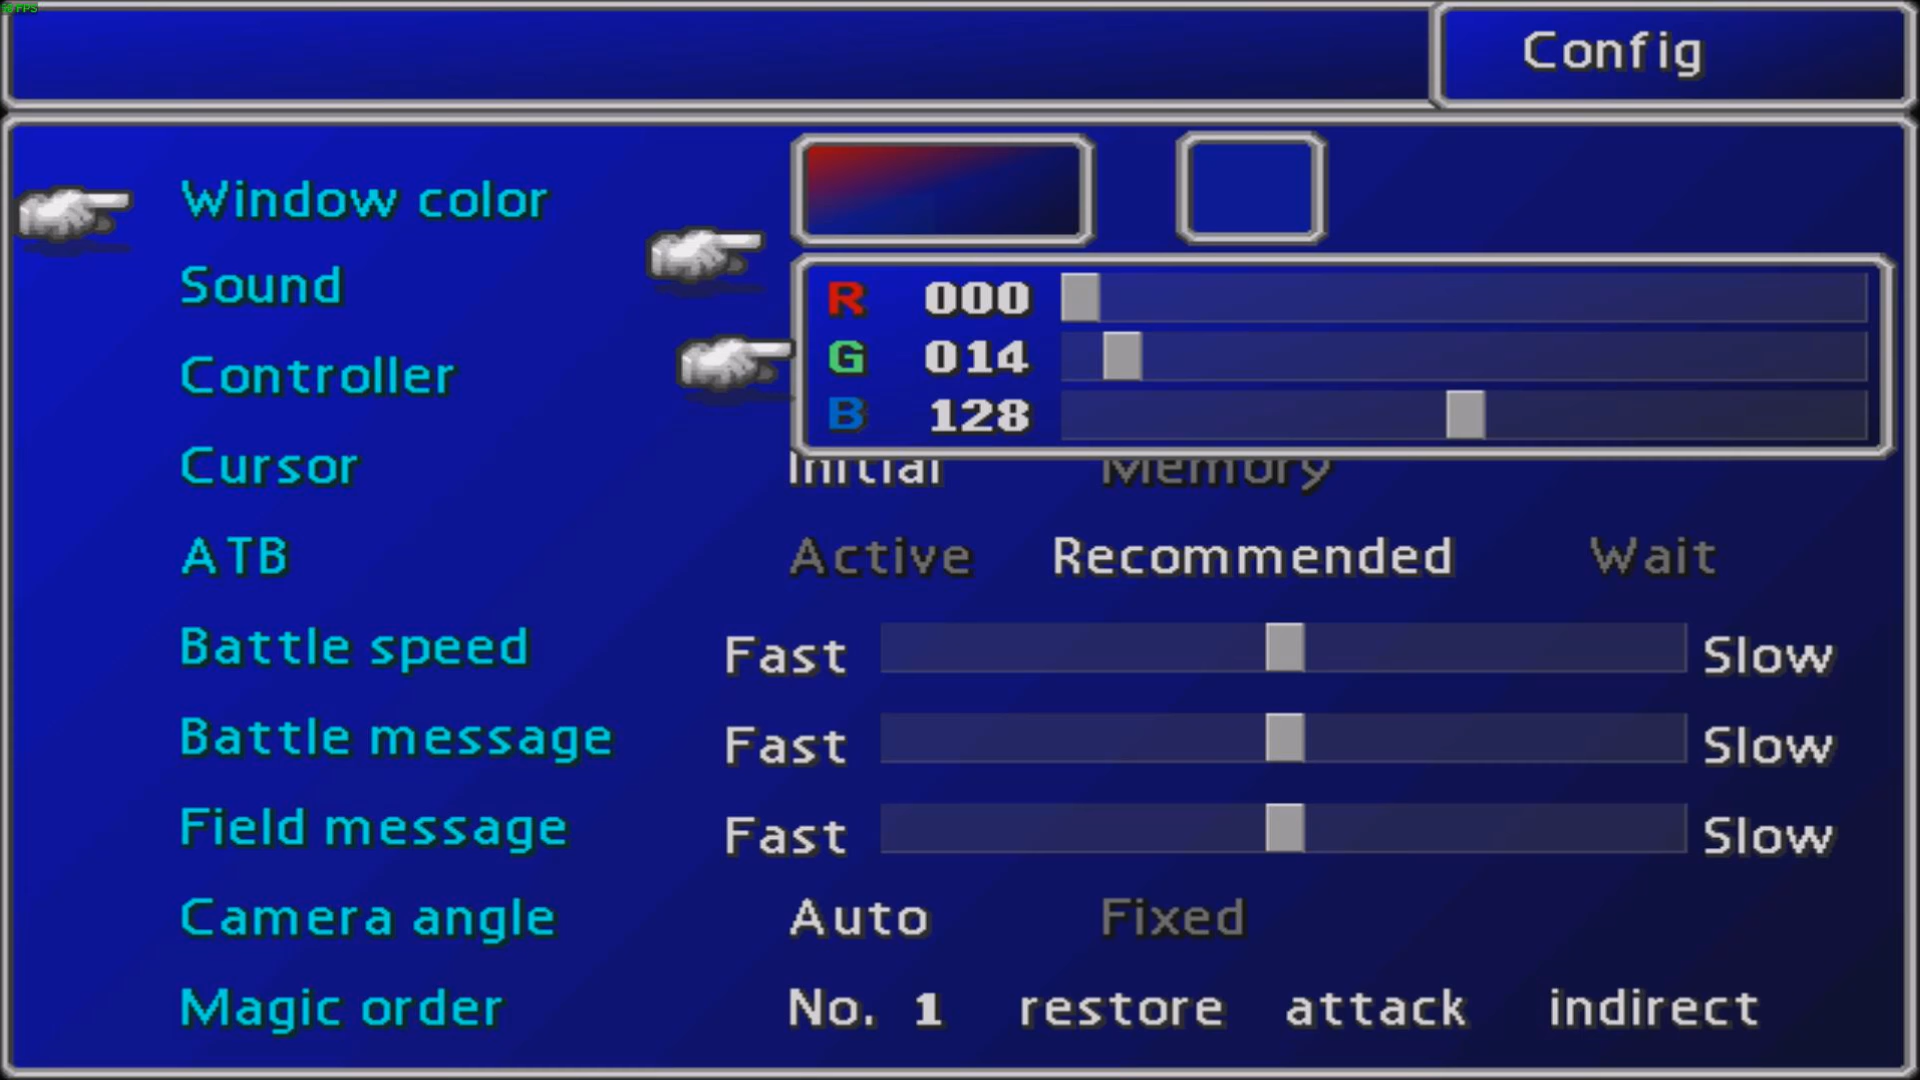 Config
Window color
R 000
Sound
G 014
Controller
B 128
Cursor Initial Memory
ATB Active Recommended Wait
Battle speed Fast Slow
Battle message Fast Slow
Field message Fast Slow
Camera angle Auto Fixed
Magic order No. 1 restore attack indirect